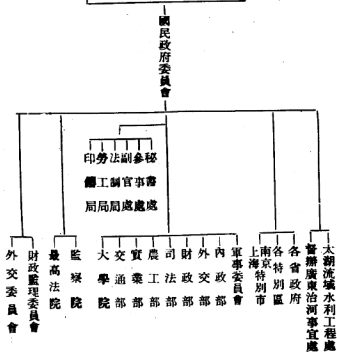 國民政府委員會
秘書處
參事處
副官處
法制局
勞工局
印鑄局
太湖流域水利工程處
督辦廣東治河事宜處
各省政府
各特別區
南京特別市
上海特別市
軍事委員會
內政部
外交部
財政部
司法部
農工部
實業部
交通部
大學院
監察院
最高法院
財政監理委員會
外交委員會